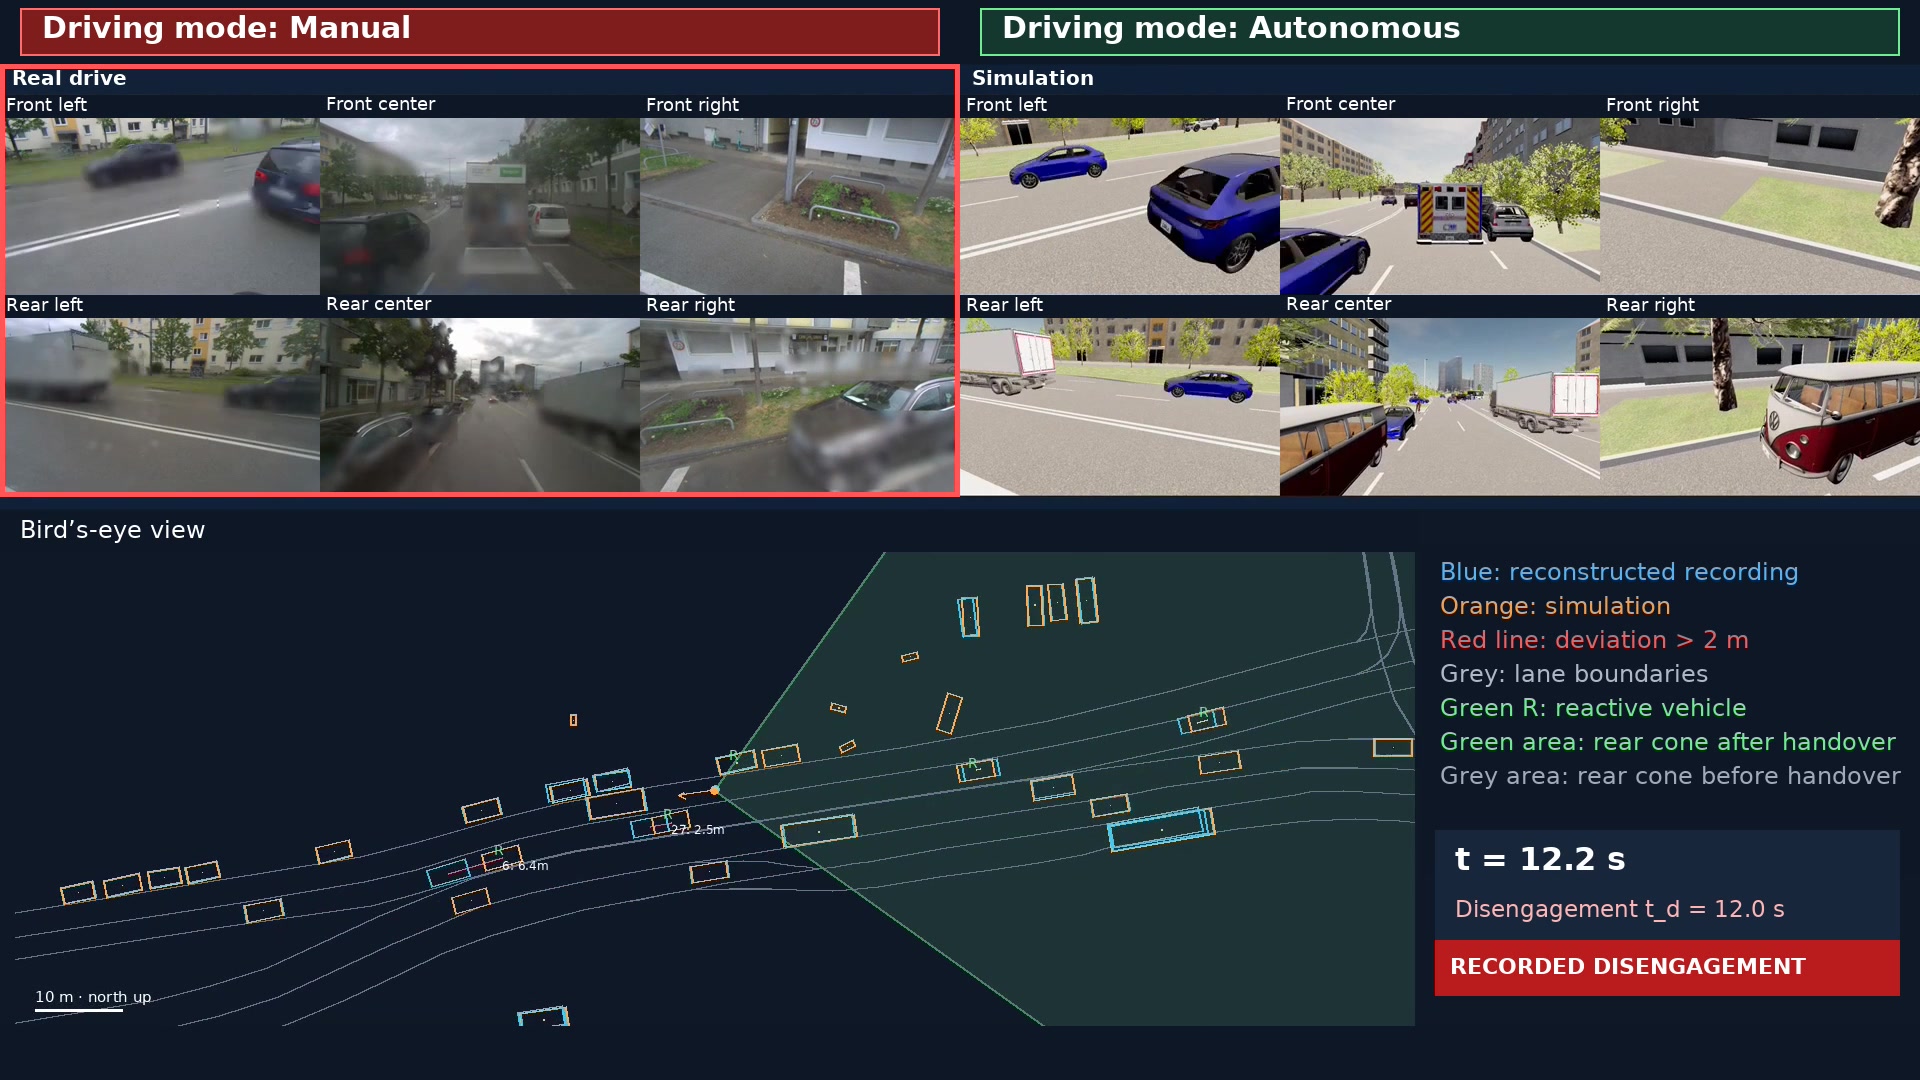 Driving mode: Manual
Driving mode: Autonomous
Real drive
Simulation
Front left
Front center
Front right
Front left
Front center
Front right
Rear left
Rear center
Rear right
Rear left
Rear center
Rear right
Bird’s-eye view
Blue: reconstructed recording
Orange: simulation
Red line: deviation > 2 m
Grey: lane boundaries
Green R: reactive vehicle
Green area: rear cone after handover
Grey area: rear cone before handover
R
R
R
R
27: 2.5m
R
6: 6.4m
t = 12.2 s
Disengagement t_d = 12.0 s
RECORDED DISENGAGEMENT
10 m · north up